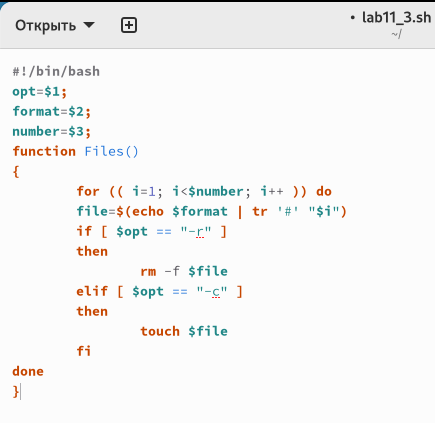 Открыть
• lab11_3.sh
~/
#!/bin/bash
opt=$1;
format=$2;
number=$3;
function Files()
{
for (( i=1; i<$number; i++ )) do
file=$(echo $format | tr '#' "$i")
if [ $opt == "-r" ]
then
rm -f $file
elif [ $opt == "-c" ]
then
touch $file
fi
done
}